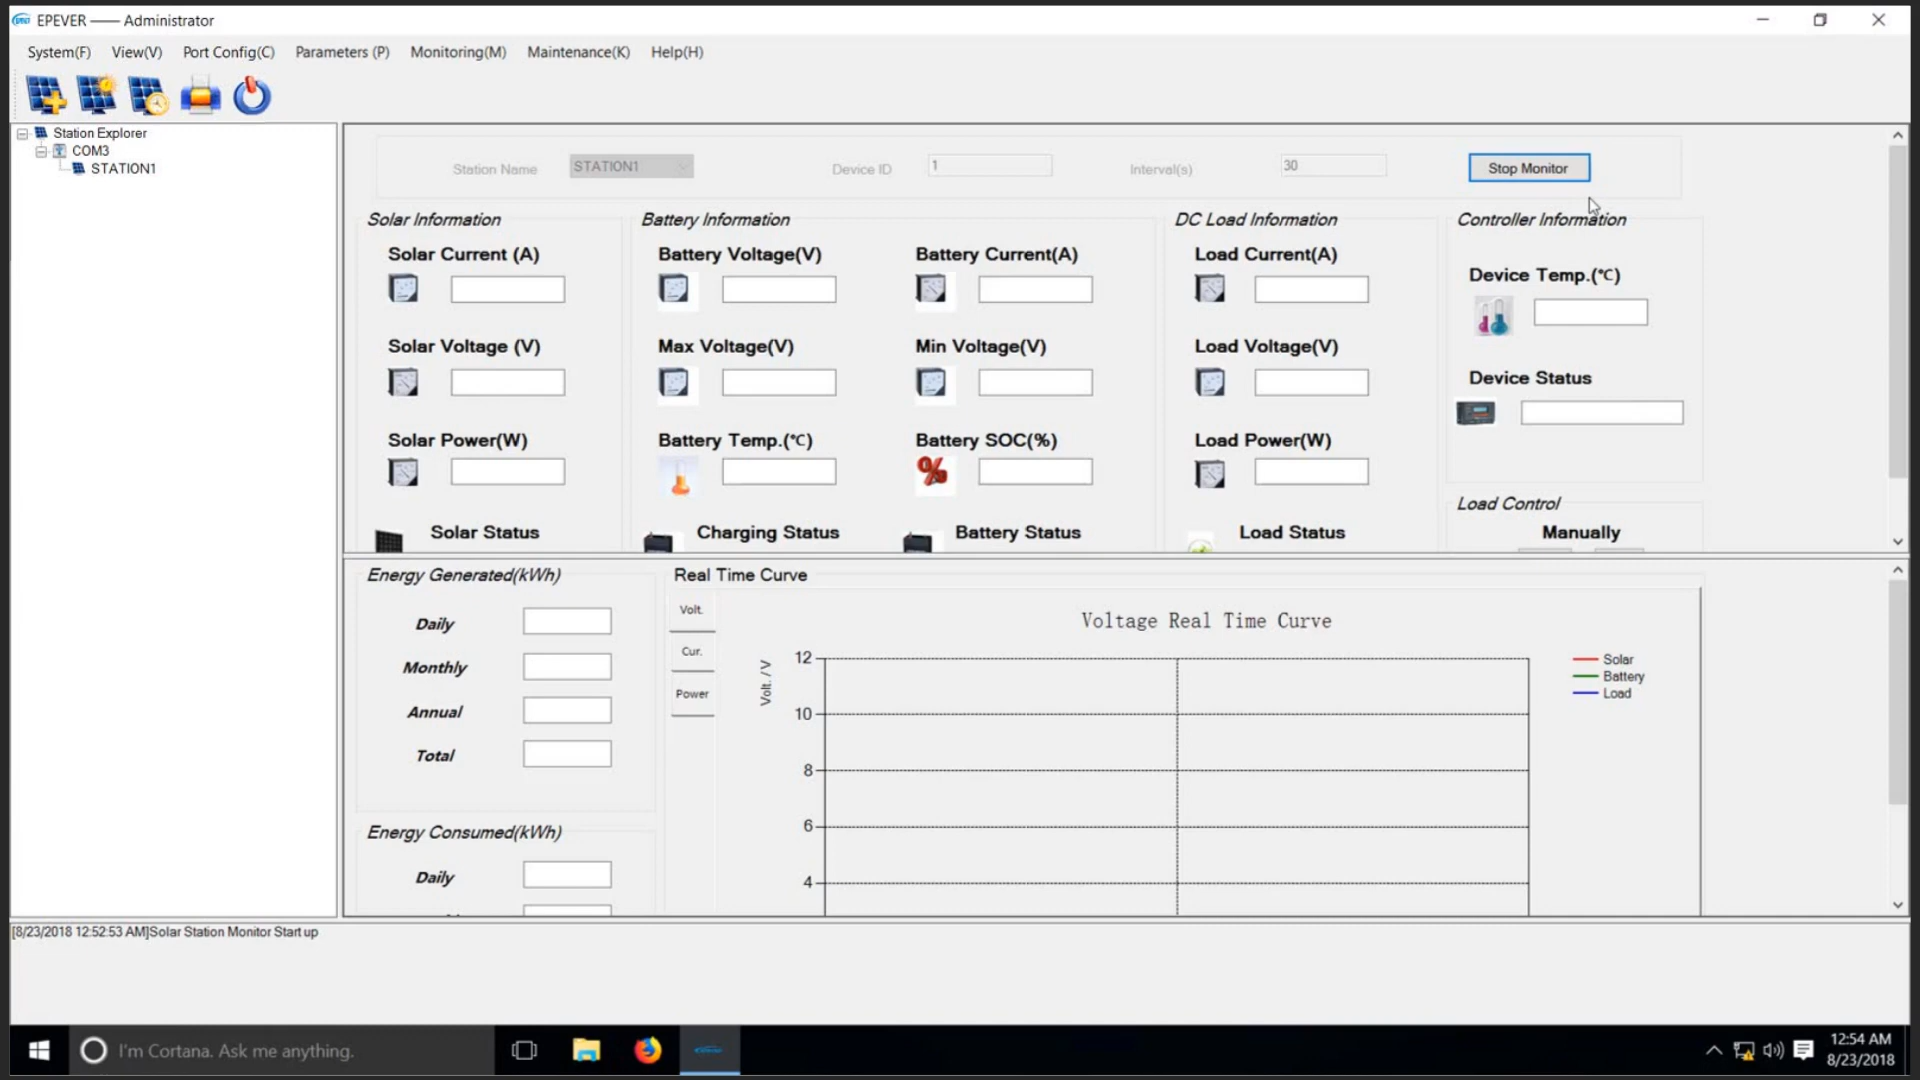 EPEVER —— Administrator
System(F) View(V) Port Config(C) Parameters (P) Monitoring(M) Maintenance(K) Help(H)
Station Explorer
COM3
STATION1
Station Name STATION1 Device ID 1 Interval(s) 30 Stop Monitor
Solar Information Battery Information DC Load Information Controller Information
Solar Current (A) Battery Voltage(V) Battery Current(A) Load Current(A)
Device Temp.(℃)
Solar Voltage (V) Max Voltage(V) Min Voltage(V) Load Voltage(V)
Device Status
Solar Power(W) Battery Temp.(℃) Battery SOC(%) Load Power(W)
%
Load Control
Solar Status Charging Status Battery Status Load Status Manually
Energy Generated(kWh) Real Time Curve
Daily
Monthly
Annual
Total
Energy Consumed(kWh)
Daily
Volt.
Cur.
Power
Voltage Real Time Curve
Volt. / V
12
10
8
6
4
Solar
Battery
Load
[8/23/2018 12:52:53 AM]Solar Station Monitor Start up
I'm Cortana. Ask me anything.
12:54 AM
8/23/2018